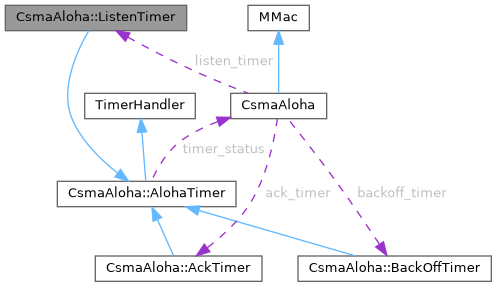 CsmaAloha::ListenTimer
MMac
listen_timer
TimerHandler
CsmaAloha
timer_status
CsmaAloha::AlohaTimer
ack_timer
backoff_timer
CsmaAloha::AckTimer
CsmaAloha::BackOffTimer